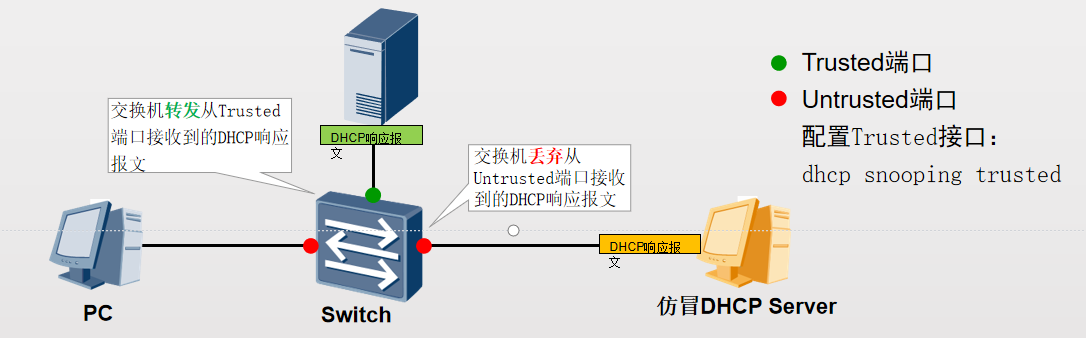 Trusted端口
Untrusted端口
配置Trusted接口：
dhcp snooping trusted
交换机转发从Trusted
端口接收到的DHCP响应
报文
DHCP响应报
文
交换机丢弃从
Untrusted端口接收
到的DHCP响应报文
DHCP响应报
文
PC
Switch
仿冒DHCP Server